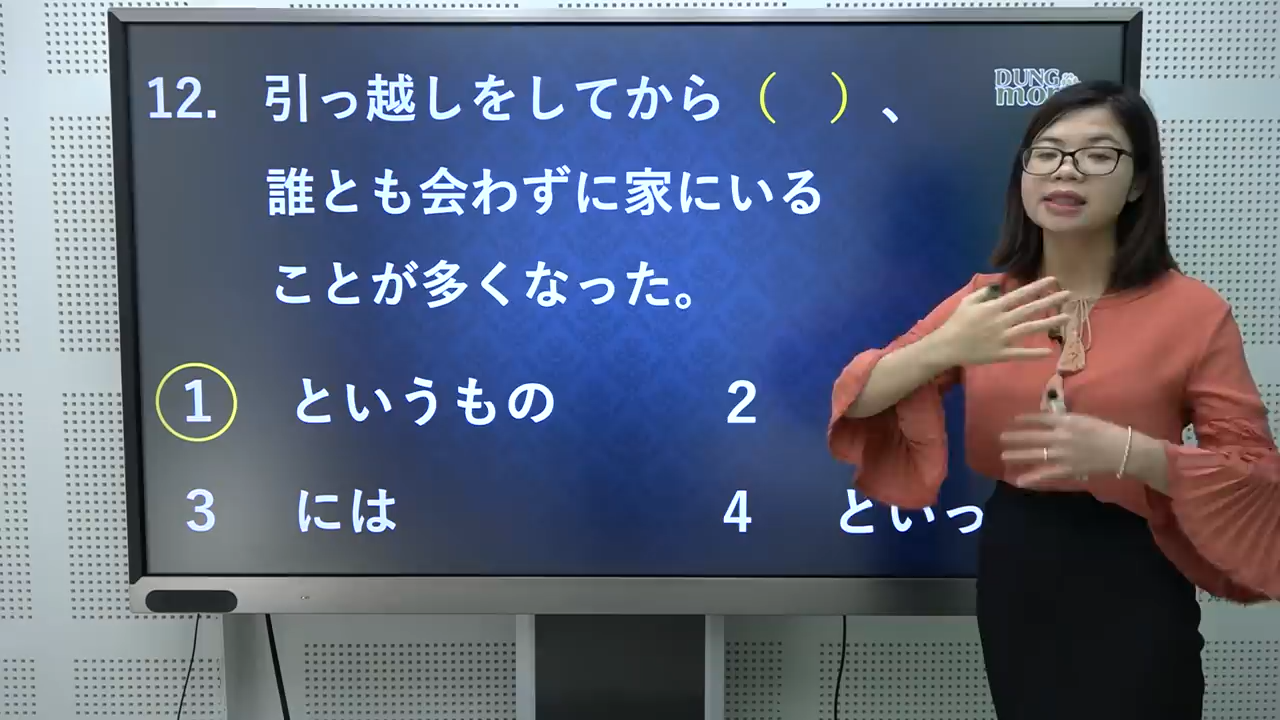 12. 引っ越しをしてから（ ）、
DUNG
mori
誰とも会わずに家にいる
ことが多くなった。
1 というもの 2
3 には 4 といっ